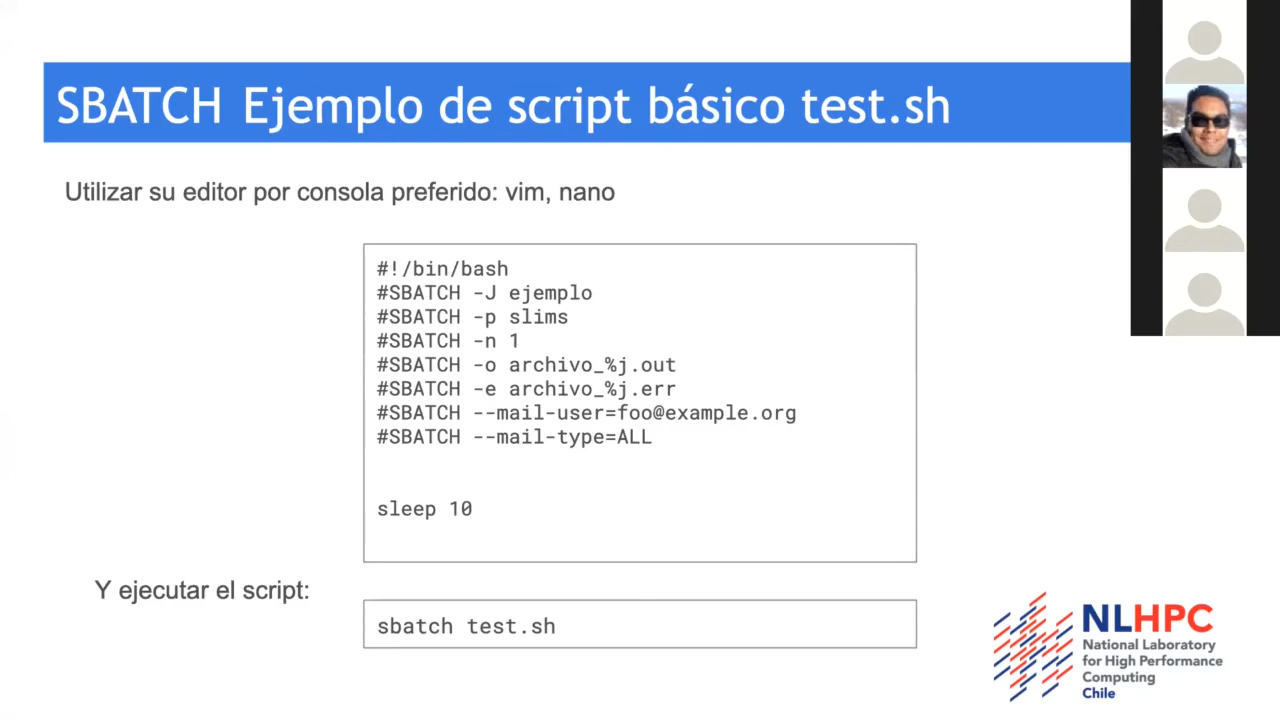 SBATCH Ejemplo de script básico test.sh
Utilizar su editor por consola preferido: vim, nano
#!/bin/bash
#SBATCH -J ejemplo
#SBATCH -p slims
#SBATCH -n 1
#SBATCH -o archivo_%j.out
#SBATCH -e archivo_%j.err
#SBATCH --mail-user=foo@example.org
#SBATCH --mail-type=ALL
sleep 10
Y ejecutar el script:
sbatch test.sh
NLHPC
National Laboratory
for High Performance
Computing
Chile